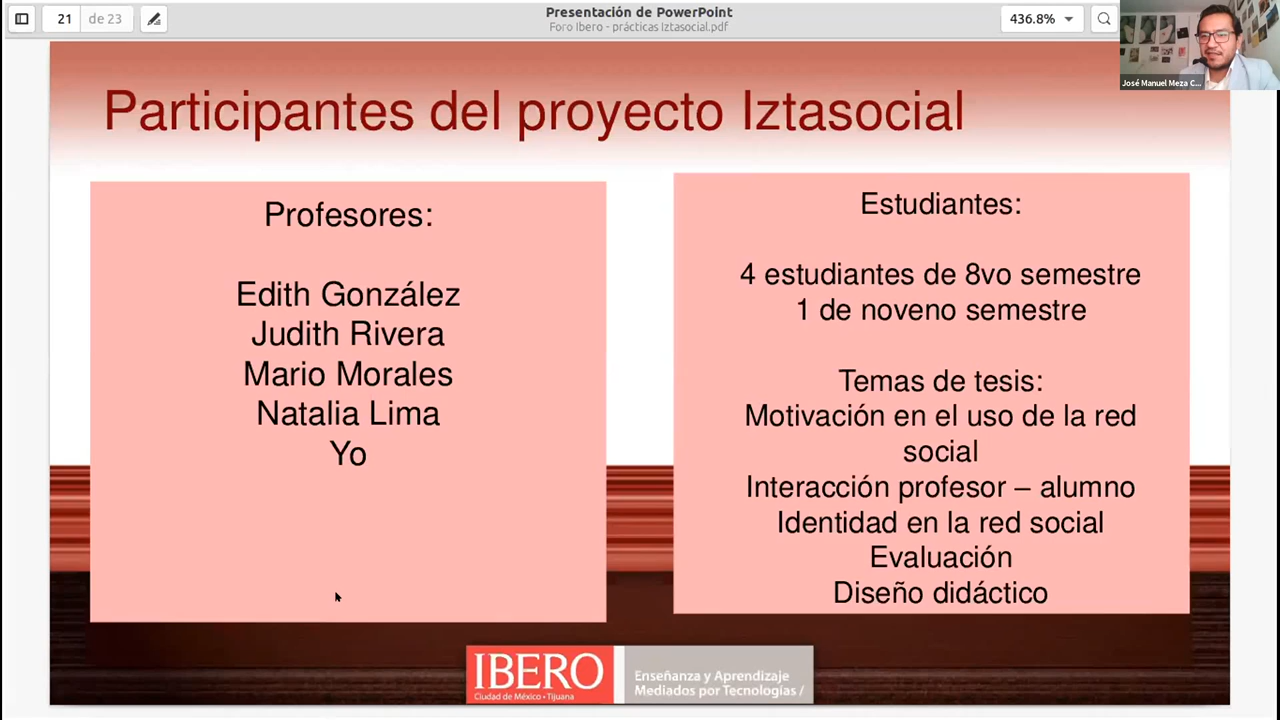 21
de 23
Presentación de PowerPoint
Foro Ibero - prácticas Iztasocial.pdf
436.8%
José Manuel Meza C...
Participantes del proyecto Iztasocial
Profesores:
Edith González
Judith Rivera
Mario Morales
Natalia Lima
Yo
Estudiantes:
4 estudiantes de 8vo semestre
1 de noveno semestre
Temas de tesis:
Motivación en el uso de la red
social
Interacción profesor – alumno
Identidad en la red social
Evaluación
Diseño didáctico
IBERO
Ciudad de México • Tijuana
Enseñanza y Aprendizaje
Mediados por Tecnologías /